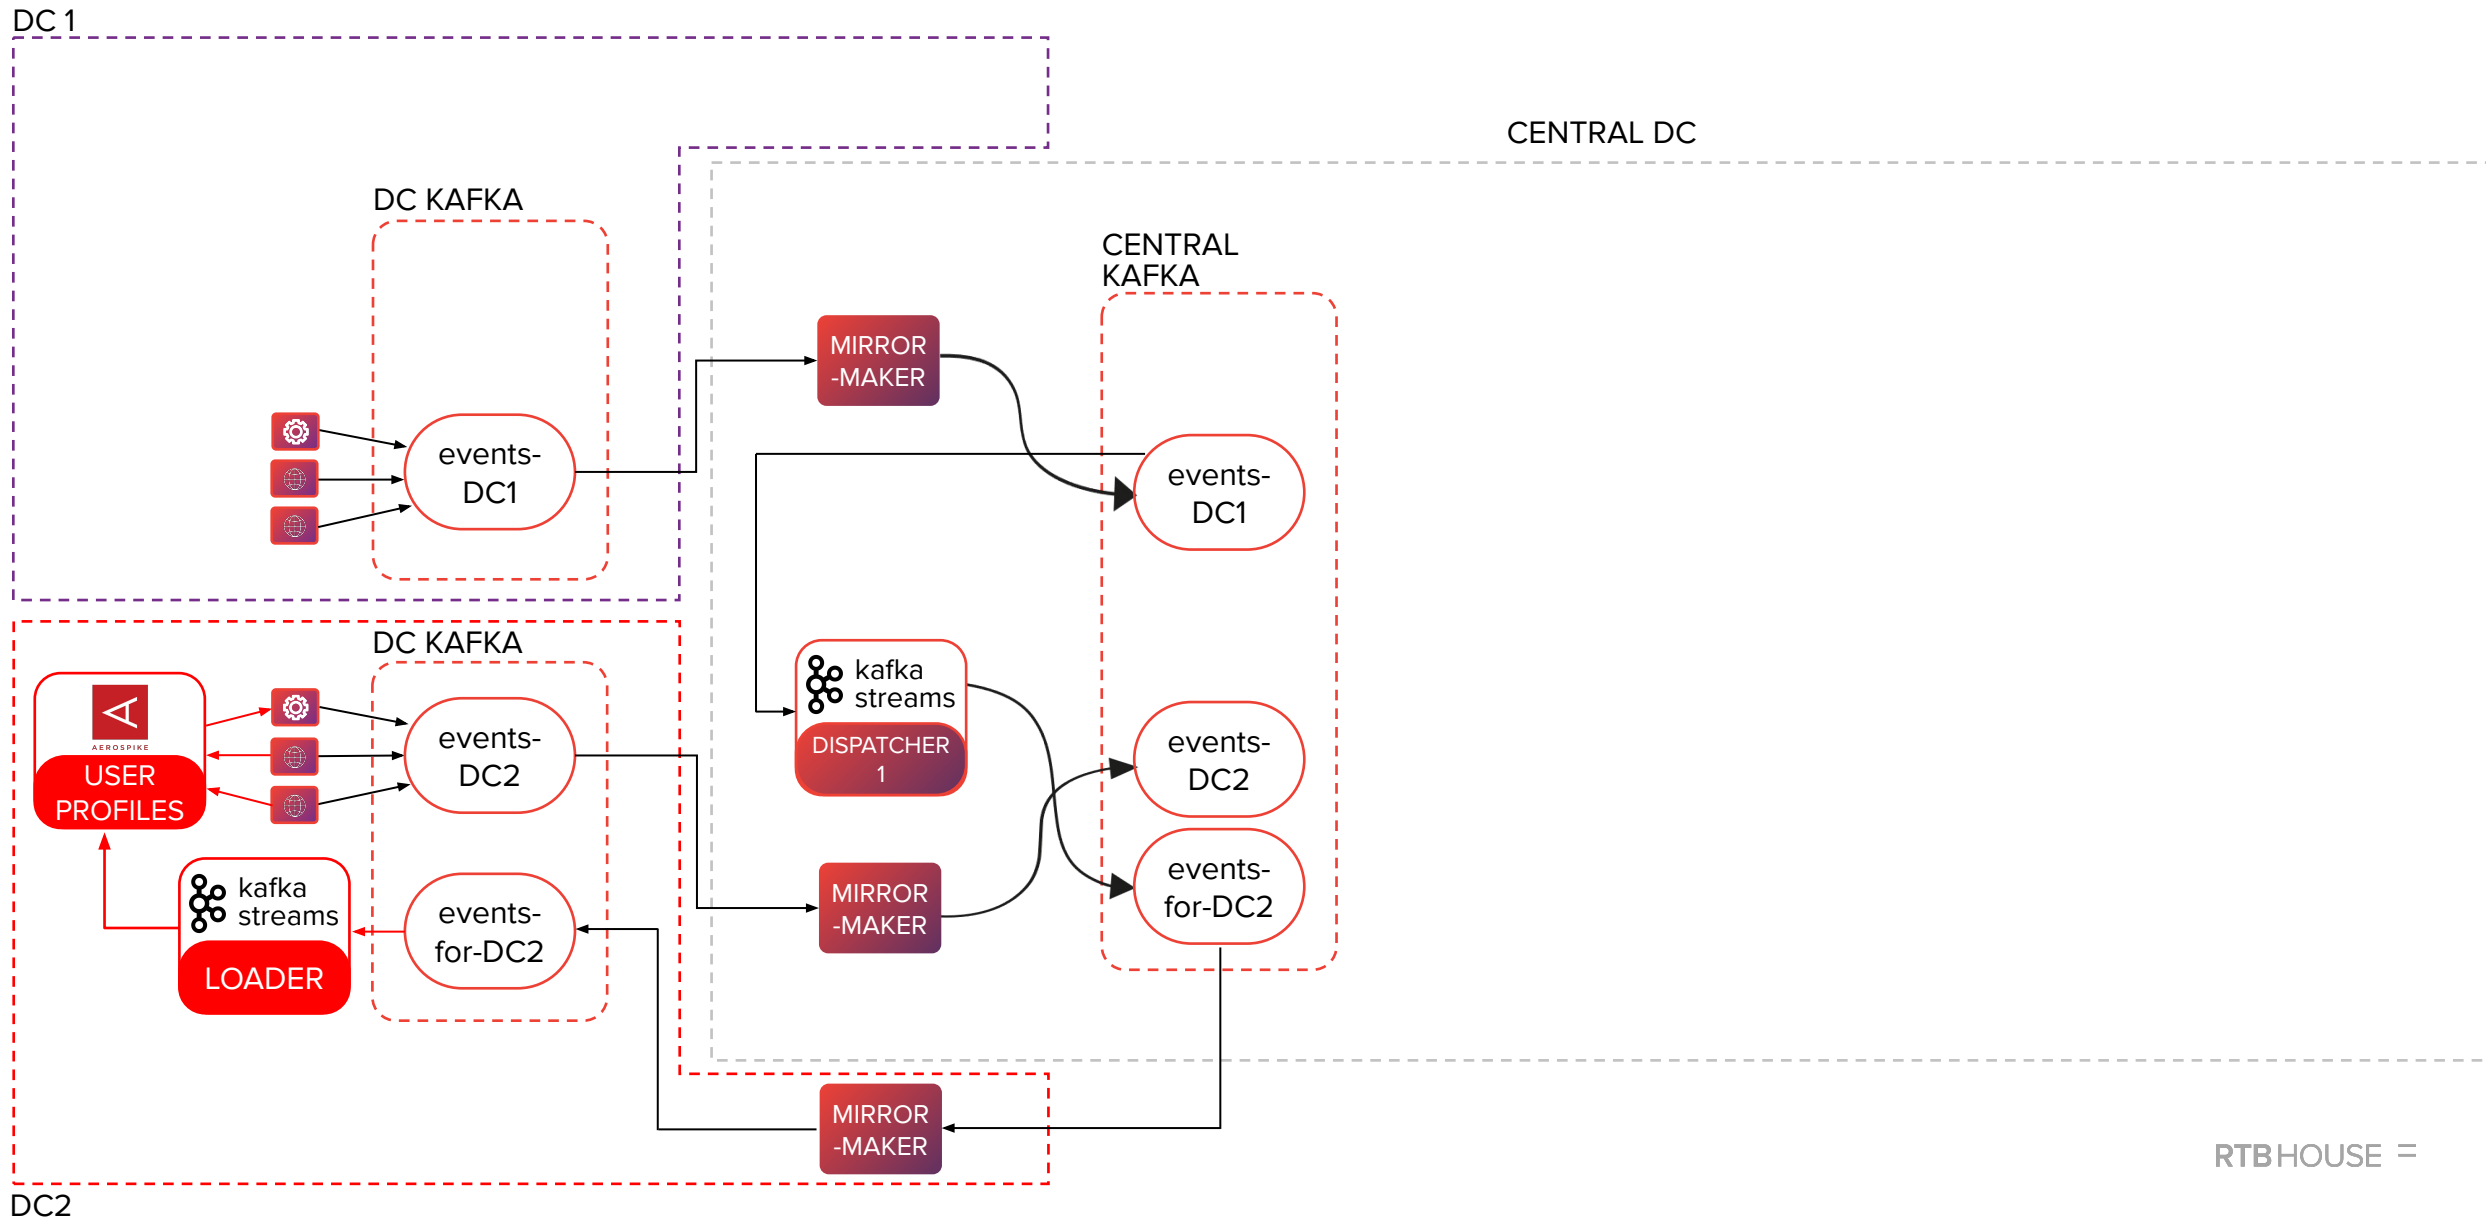 DC 1
CENTRAL DC
DC KAFKA
CENTRAL
KAFKA
MIRROR
-MAKER
events-
DC1
events-
DC1
DC KAFKA
kafka
streams
DISPATCHER
1
AEROSPIKE
USER
PROFILES
events-
DC2
events-
DC2
kafka
streams
LOADER
events-
for-DC2
MIRROR
-MAKER
events-
for-DC2
MIRROR
-MAKER
RTBHOUSE
DC2